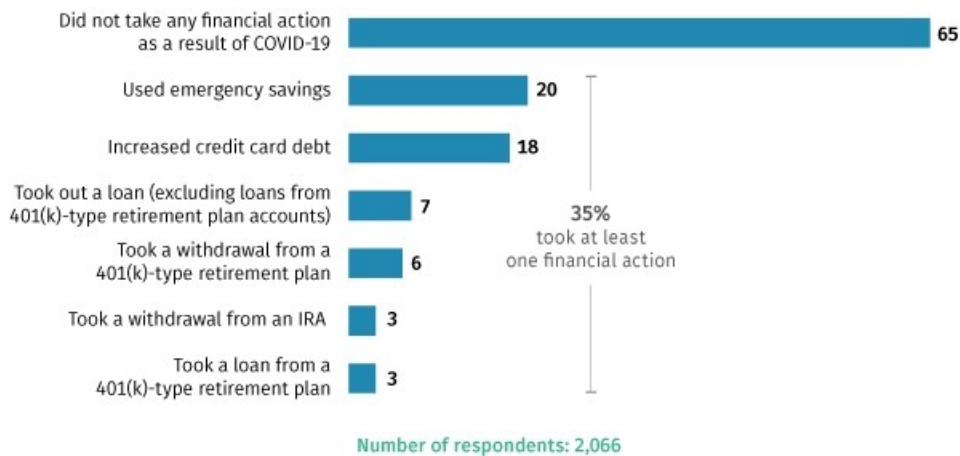 Did not take any financial action
as a result of COVID-19
65
Used emergency savings
20
Increased credit card debt
18
Took out a loan (excluding loans from
401(k)-type retirement plan accounts)
7
Took a withdrawal from a
401(k)-type retirement plan
6
Took a withdrawal from an IRA
3
Took a loan from a
401(k)-type retirement plan
3
35%
took at least
one financial action
Number of respondents: 2,066